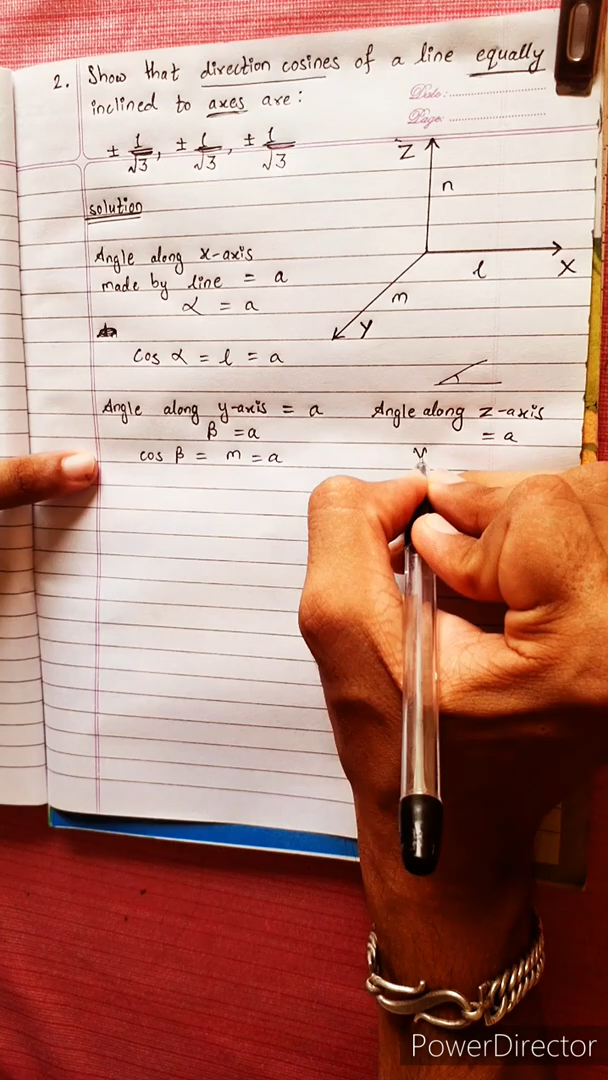 2. Show that direction cosines of a line equally
inclined to axes are:
Date:
Page:
± 1/√3, ± 1/√3, ± 1/√3
Z
n
solution
l
X
m
Y
Angle along x-axis
made by line = a
α = a
cos α = l = a
Angle along y-axis = a
β = a
cos β = m = a
Angle along z-axis
= a
PowerDirector